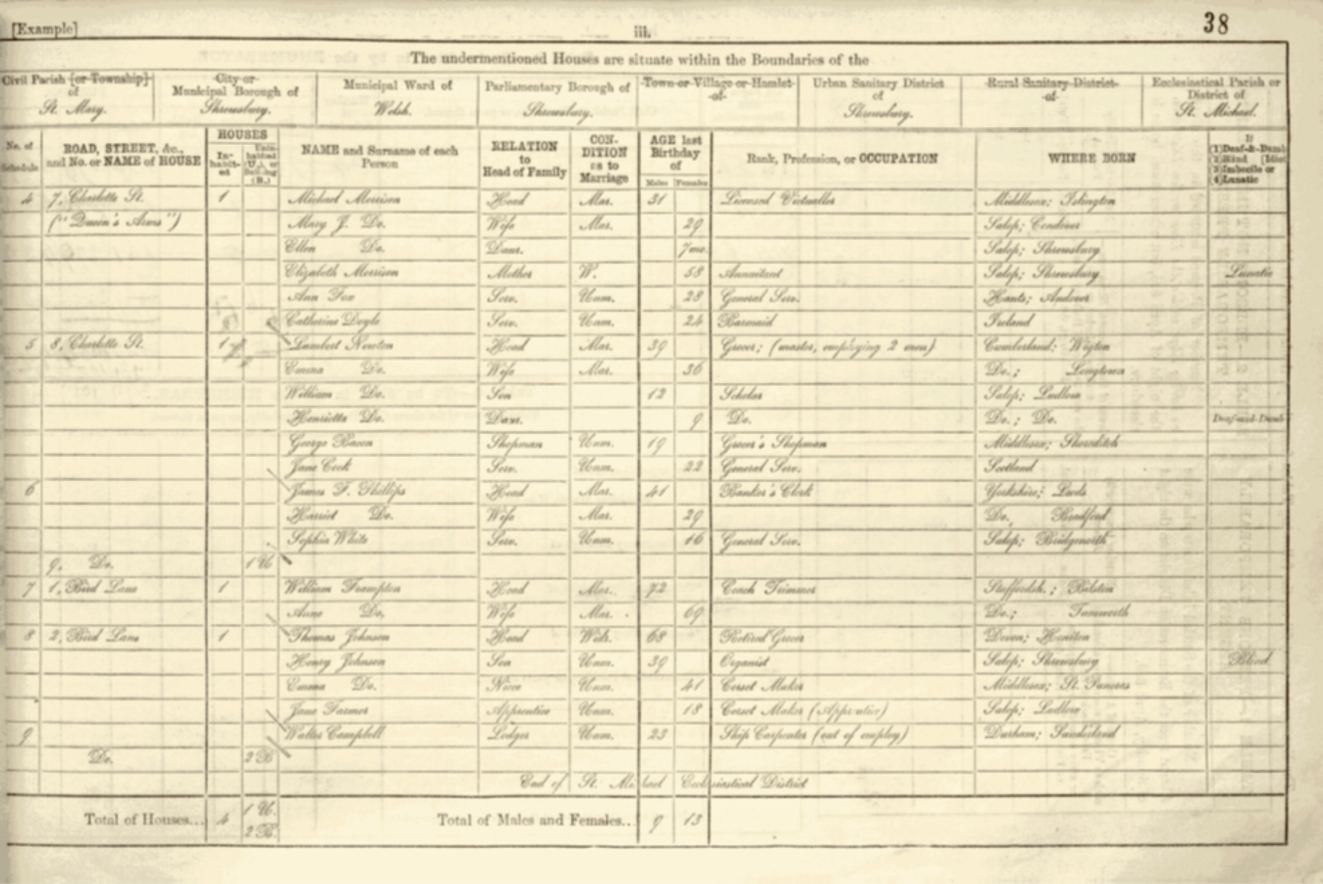 [Example] iii. 38
The undermentioned Houses are situate within the Boundaries of the
Civil Parish [or Township] of St. Mary. City or Municipal Borough of Shrewsbury. Municipal Ward of Welsh. Parliamentary Borough of Shrewsbury. Town or Village or Hamlet of Urban Sanitary District of Shrewsbury. Rural Sanitary District of Ecclesiastical Parish or District of St. Michael.
No. of Schedule ROAD, STREET, &c., and No. or NAME of HOUSE HOUSES In-habit-ed Unin-habited (U.), or Building (B.) NAME and Surname of each Person RELATION to Head of Family CON-DITION as to Marriage AGE last Birthday of Males Females Rank, Profession, or OCCUPATION WHERE BORN If (1) Deaf-&-Dumb (2) Blind (3) Imbecile or Idiot (4) Lunatic
4 7, Charlotte St. 1 Michael Morrison Head Mar. 31 Licensed Victualler Middlesex; Islington
("Queen's Arms") Mary J. Do. Wife Mar. 29 Salop; Condover
Ellen Do. Daur. 7mo. Salop; Shrewsbury
Elizabeth Morrison Mother W. 58 Annuitant Salop; Shrewsbury Lunatic
Ann Fox Serv. Unm. 28 General Serv. Hants; Andover
Catherine Doyle Serv. Unm. 24 Barmaid Ireland
5 8, Charlotte St. 1 Lambert Newton Head Mar. 39 Grocer; (master, employing 2 men) Cumberland; Wigton
Emma Do. Wife Mar. 36 Do.; Longtown
William Do. Son 12 Scholar Salop; Ludlow
Henrietta Do. Daur. 9 Do. Do.; Do. Deaf-and-Dumb
George Bacon Shopman Unm. 19 Grocer's Shopman Middlesex; Shoreditch
Jane Cook Serv. Unm. 22 General Serv. Scotland
6 James F. Phillips Head Mar. 41 Banker's Clerk Yorkshire; Leeds
Harriet Do. Wife Mar. 29 Do. Bradford
Sophia White Serv. Unm. 16 General Serv. Salop; Bridgenorth
9, Do. 1 U
7 1, Bird Lane 1 William Frampton Head Mar. 72 Coach Trimmer Staffordsh.; Bilston
Anne Do. Wife Mar. 69 Do.; Tamworth
8 2, Bird Lane 1 Thomas Johnson Head Widr. 68 Retired Grocer Devon; Honiton
Henry Johnson Son Unm. 39 Organist Salop; Shrewsbury Blind
Emma Do. Niece Unm. 41 Corset Maker Middlesex; St. Pancras
Jane Farmer Apprentice Unm. 18 Corset Maker (Apprentice) Salop; Ludlow
9 Walter Campbell Lodger Unm. 23 Ship Carpenter (out of employ) Durham; Sunderland
Do. 2 B
End of St. Michael Ecclesiastical District
Total of Houses... 4 1 U. 2 B. Total of Males and Females... 9 13